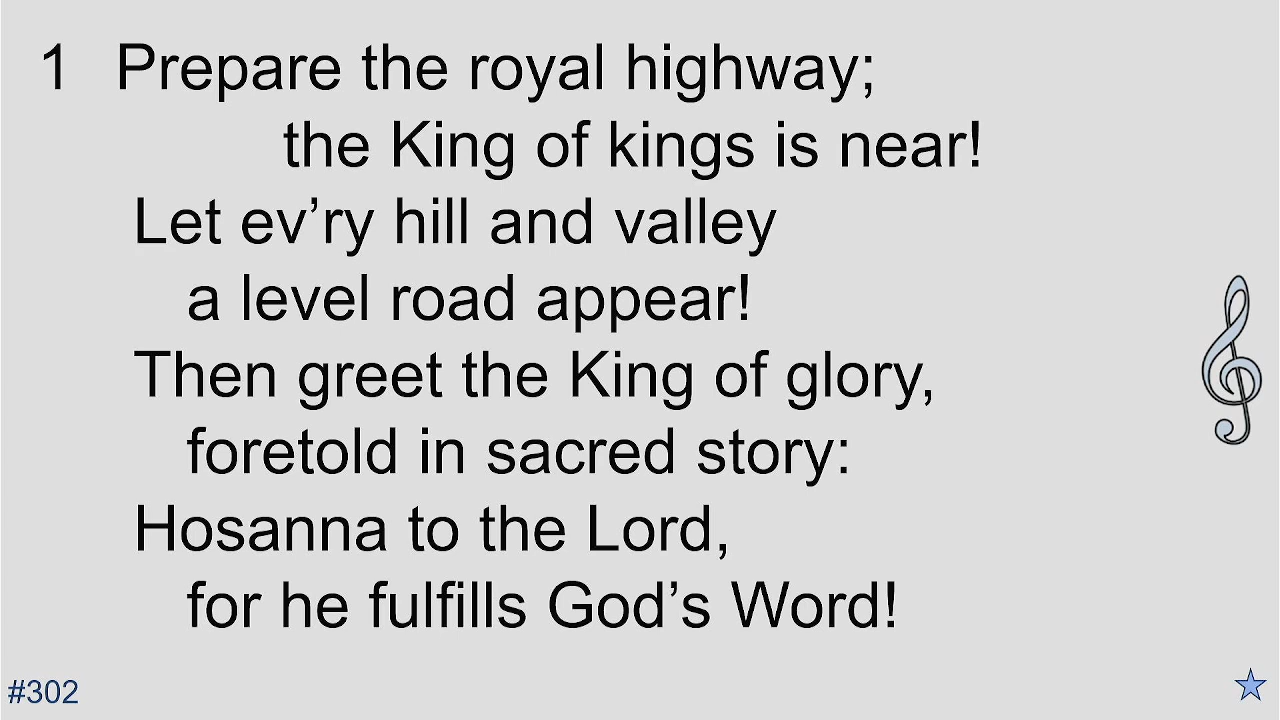 1 Prepare the royal highway;
the King of kings is near!
Let ev’ry hill and valley
a level road appear!
Then greet the King of glory,
foretold in sacred story:
Hosanna to the Lord,
for he fulfills God’s Word!
#302